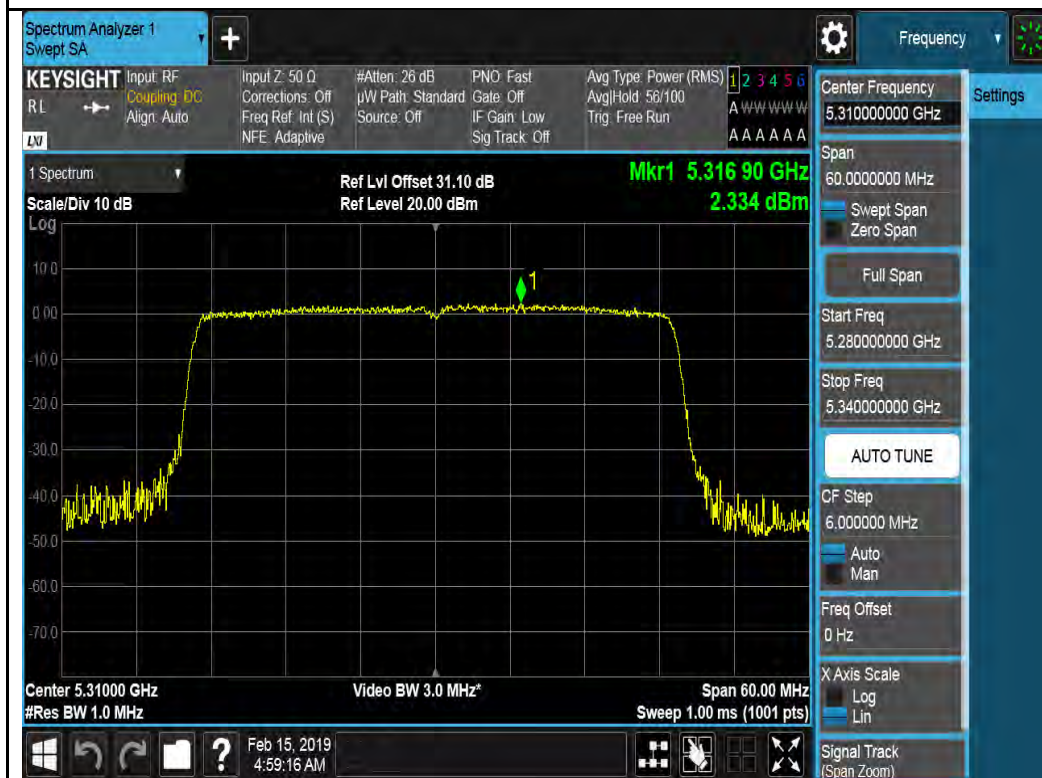 Spectrum Analyzer 1
Swept SA
+
Frequency
KEYSIGHT
R L
LXI
Input: RF
Coupling: DC
Align: Auto
Input Z: 50 Ω
Corrections: Off
Freq Ref: Int (S)
NFE: Adaptive
#Atten: 26 dB
µW Path: Standard
Source: Off
PNO: Fast
Gate: Off
IF Gain: Low
Sig Track: Off
Avg Type: Power (RMS)
Avg|Hold: 56/100
Trig: Free Run
1 2 3 4 5 6
A W W W W W
A A A A A A
1 Spectrum
Scale/Div 10 dB
Log
Ref Lvl Offset 31.10 dB
Ref Level 20.00 dBm
Mkr1 5.316 90 GHz
2.334 dBm
1
10.0
0.00
-10.0
-20.0
-30.0
-40.0
-50.0
-60.0
-70.0
Center 5.31000 GHz
#Res BW 1.0 MHz
Video BW 3.0 MHz*
Span 60.00 MHz
Sweep 1.00 ms (1001 pts)
?
Feb 15, 2019
4:59:16 AM
Center Frequency
5.310000000 GHz
Settings
Span
60.0000000 MHz
Swept Span
Zero Span
Full Span
Start Freq
5.280000000 GHz
Stop Freq
5.340000000 GHz
AUTO TUNE
CF Step
6.000000 MHz
Auto
Man
Freq Offset
0 Hz
X Axis Scale
Log
Lin
Signal Track
(Span Zoom)